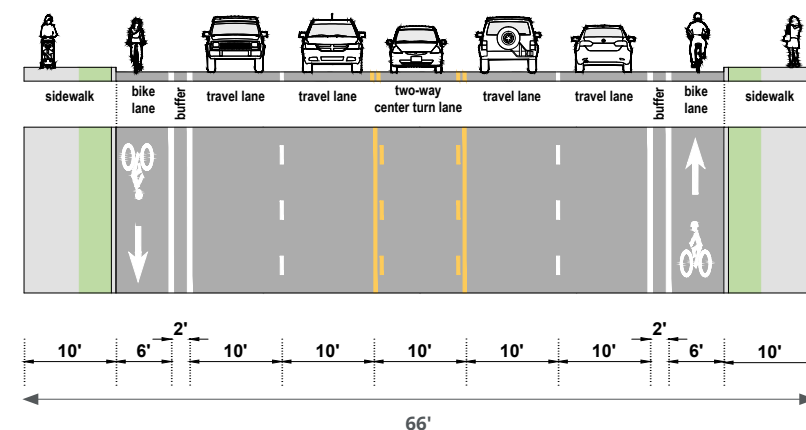 sidewalk
bike
lane
buffer
travel lane
travel lane
two-way
center turn lane
travel lane
travel lane
buffer
bike
lane
sidewalk
2'
2'
10'
6'
10'
10'
10'
10'
10'
6'
10'
66'